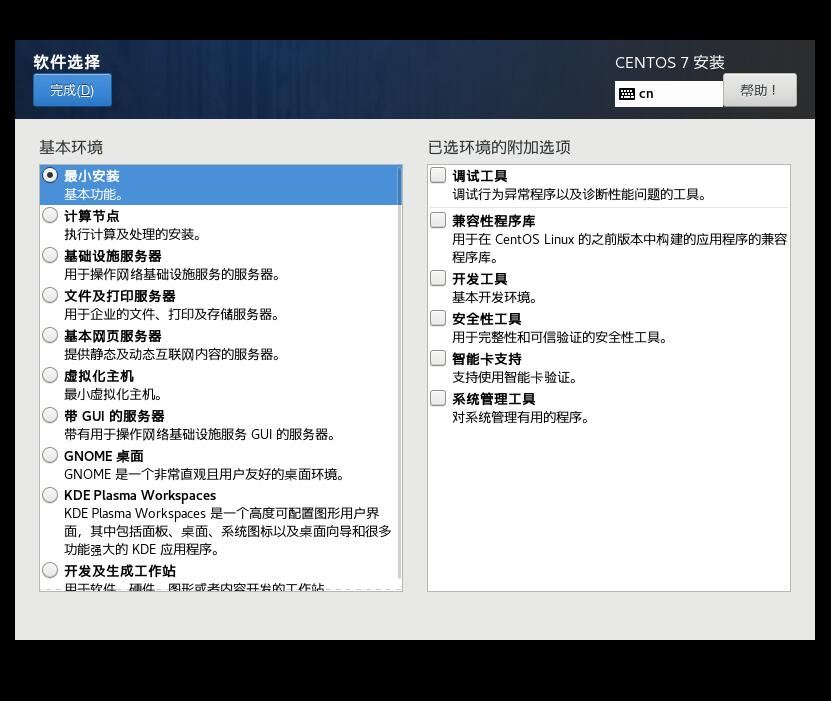 软件选择
完成(D)
CENTOS 7 安装
cn
帮助！
基本环境
最小安装
基本功能。
计算节点
执行计算及处理的安装。
基础设施服务器
用于操作网络基础设施服务的服务器。
文件及打印服务器
用于企业的文件、打印及存储服务器。
基本网页服务器
提供静态及动态互联网内容的服务器。
虚拟化主机
最小虚拟化主机。
带 GUI 的服务器
带有用于操作网络基础设施服务 GUI 的服务器。
GNOME 桌面
GNOME 是一个非常直观且用户友好的桌面环境。
KDE Plasma Workspaces
KDE Plasma Workspaces 是一个高度可配置图形用户界
面，其中包括面板、桌面、系统图标以及桌面向导和很多
功能强大的 KDE 应用程序。
开发及生成工作站
用于软件、硬件、图形或者内容开发的工作站
已选环境的附加选项
调试工具
调试行为异常程序以及诊断性能问题的工具。
兼容性程序库
用于在 CentOS Linux 的之前版本中构建的应用程序的兼容
程序库。
开发工具
基本开发环境。
安全性工具
用于完整性和可信验证的安全性工具。
智能卡支持
支持使用智能卡验证。
系统管理工具
对系统管理有用的程序。